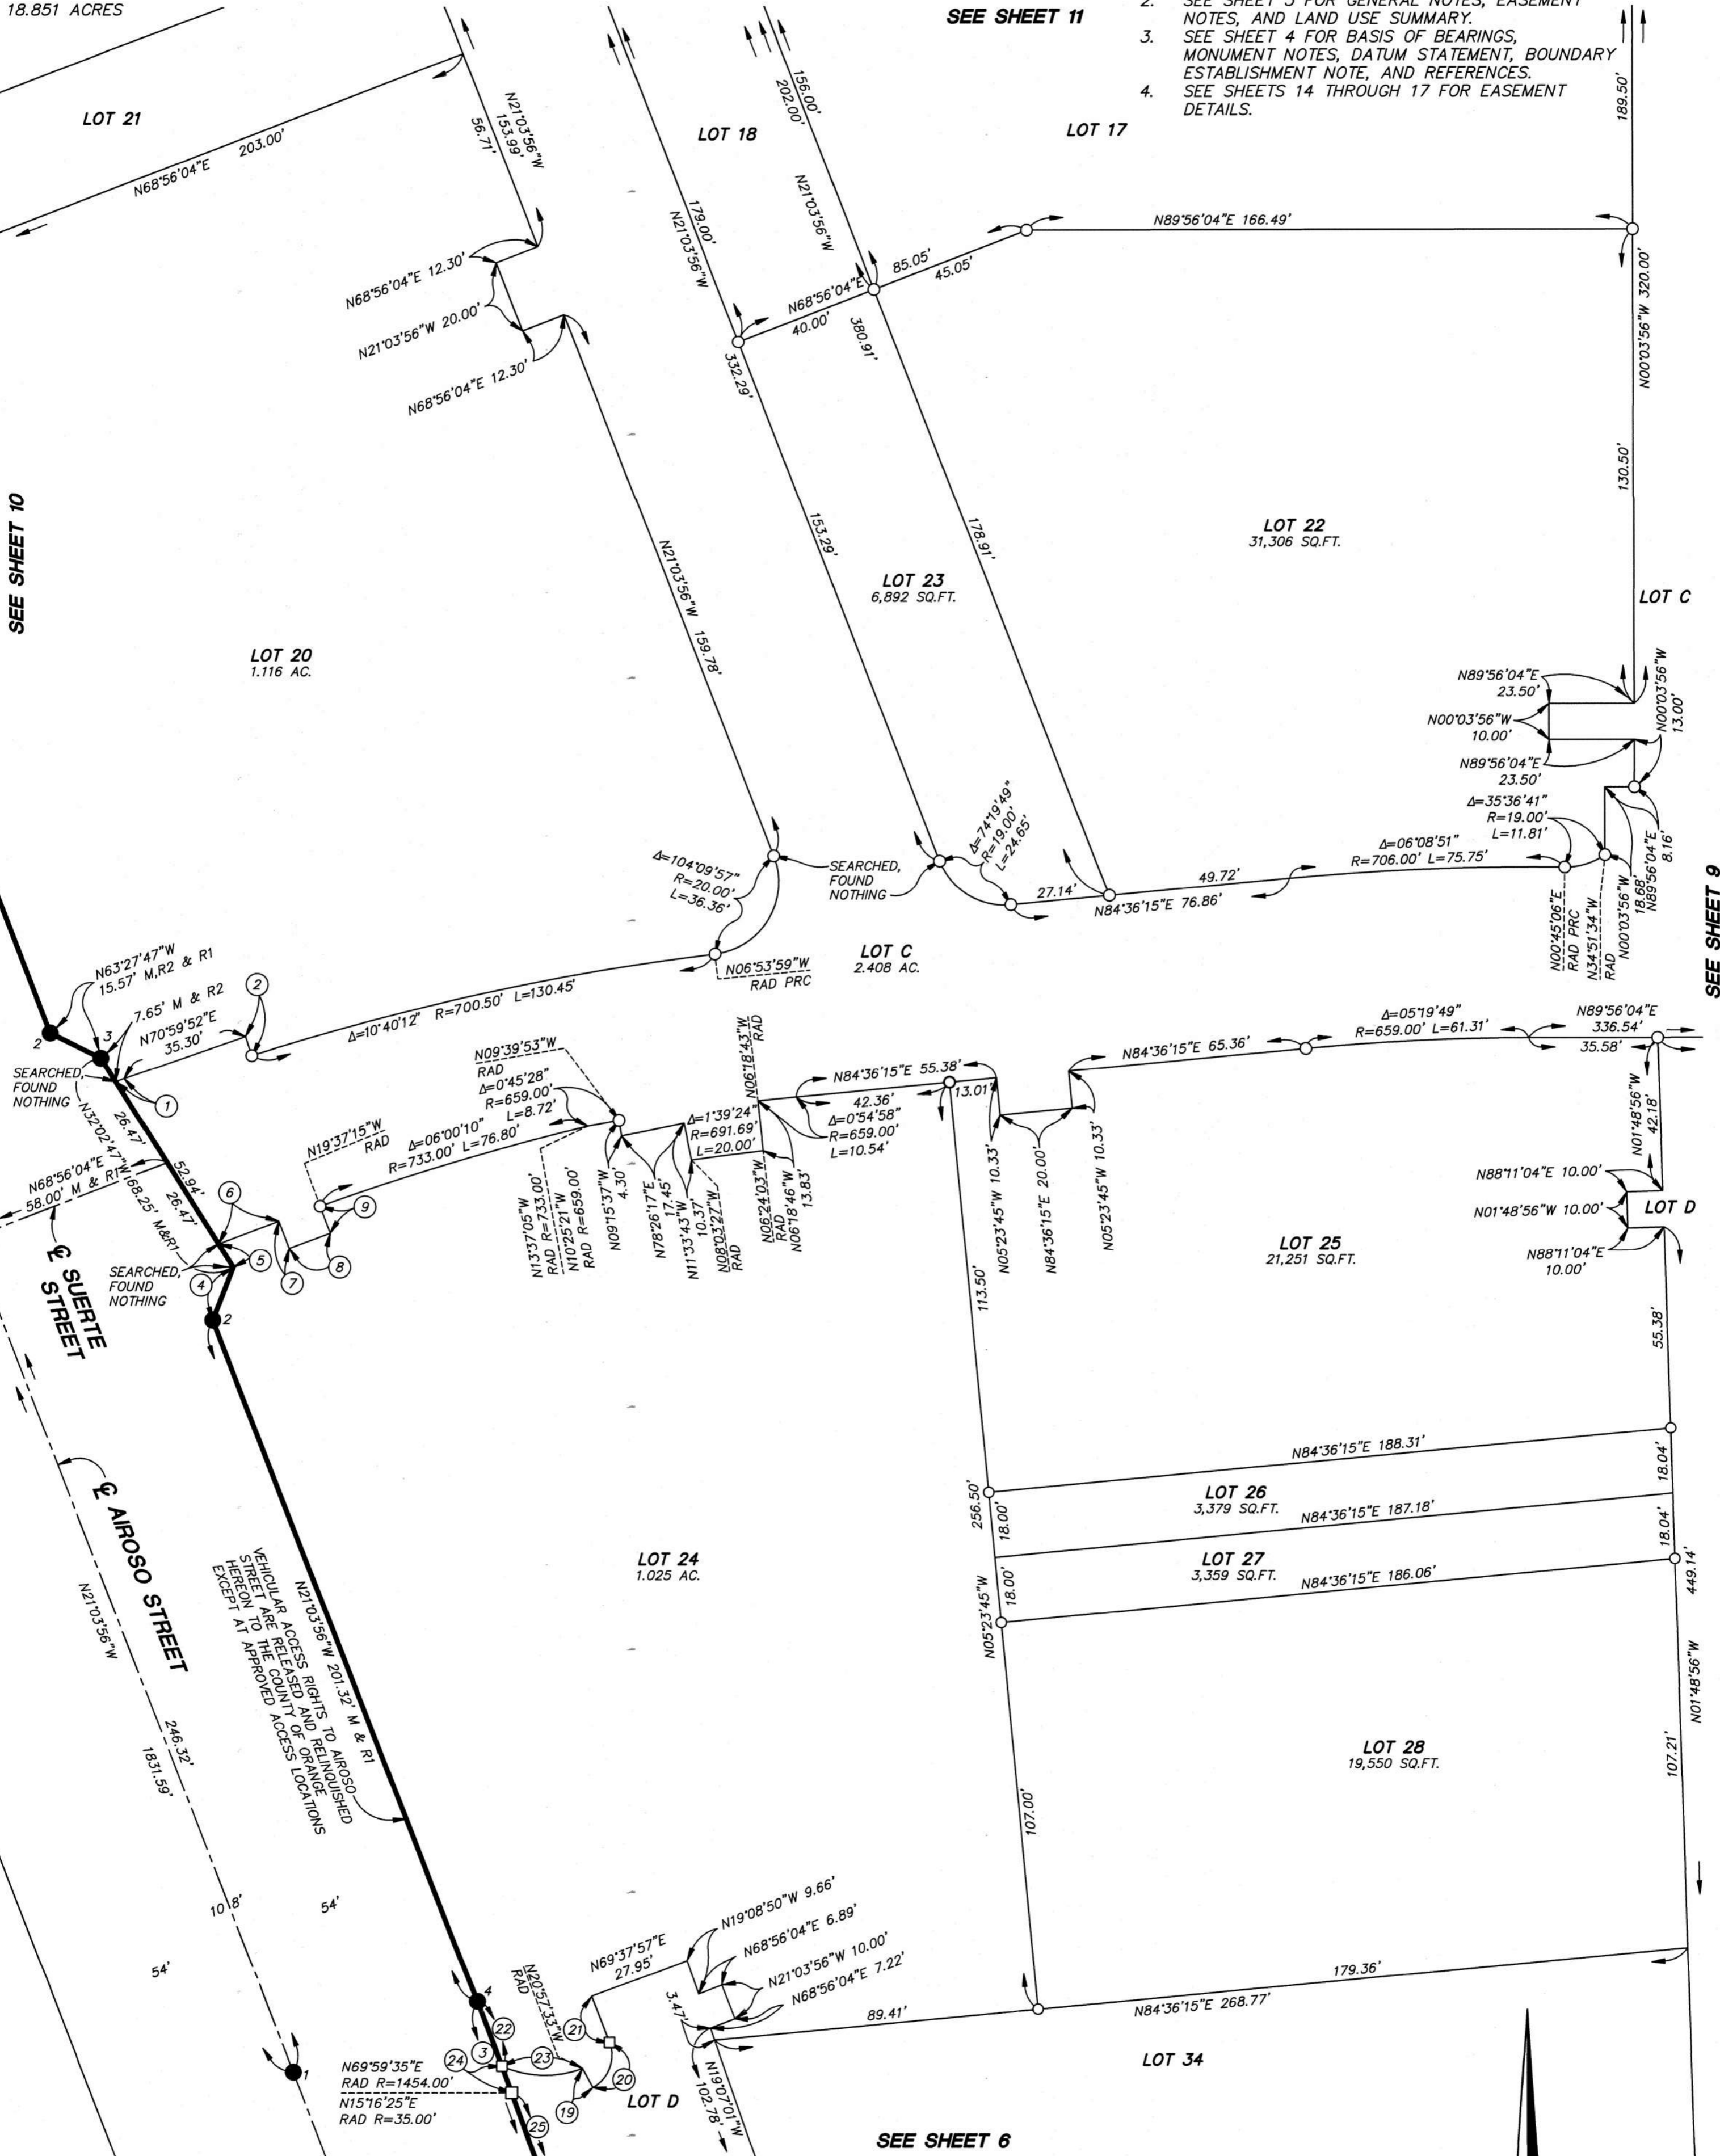 18.851 ACRES
SEE SHEET 11
NOTES, AND LAND USE SUMMARY.
3. SEE SHEET 4 FOR BASIS OF BEARINGS,
MONUMENT NOTES, DATUM STATEMENT, BOUNDARY
ESTABLISHMENT NOTE, AND REFERENCES.
4. SEE SHEETS 14 THROUGH 17 FOR EASEMENT
DETAILS.
LOT 21
N68°56'04"E 203.00'
N21°03'56"W
153.99'
56.71'
LOT 18
156.00'
202.00'
N21°03'56"W
LOT 17
189.50'
179.00'
N21°03'56"W
N89°56'04"E 166.49'
85.05'
45.05'
N68°56'04"E
40.00'
332.29'
380.91'
N00°03'56"W 320.00'
130.50'
N68°56'04"E 12.30'
N21°03'56"W 20.00'
N68°56'04"E 12.30'
SEE SHEET 10
153.29'
178.91'
N21°03'56"W 159.78'
LOT 22
31,306 SQ.FT.
LOT 23
6,892 SQ.FT.
LOT C
LOT 20
1.116 AC.
N89°56'04"E
23.50'
N00°03'56"W
10.00'
N89°56'04"E
23.50'
N00°03'56"W
13.00'
Δ=35°36'41"
R=19.00'
L=11.81'
N89°56'04"E
8.16'
N00°03'56"W
18.68'
N34°51'34"W
RAD
N00°45'06"E
RAD PRC
Δ=06°08'51"
R=706.00' L=75.75'
49.72'
27.14'
N84°36'15"E 76.86'
Δ=74°19'49"
R=19.00'
L=24.65'
SEARCHED,
FOUND
NOTHING
Δ=104°09'57"
R=20.00'
L=36.36'
N06°53'59"W
RAD PRC
LOT C
2.408 AC.
SEE SHEET 9
N63°27'47"W
15.57' M,R2 & R1
7.65' M & R2
N70°59'52"E
35.30'
2
2
3
1
SEARCHED,
FOUND
NOTHING
Δ=10°40'12" R=700.50' L=130.45'
N32°02'47"W 68.25' M&R1
26.47'
52.94'
26.47'
N68°56'04"E
58.00' M & R1
N19°37'15"W
RAD
Δ=06°00'10"
R=733.00' L=76.80'
N09°39'53"W
RAD
Δ=0°45'28"
R=659.00'
L=8.72'
N13°37'05"W
RAD R=733.00'
N10°25'21"W
RAD R=659.00'
N09°15'37"W
4.30'
N78°26'17"E
17.45'
N11°33'43"W
10.37'
N08°03'27"W
RAD
Δ=1°39'24"
R=691.69'
L=20.00'
N06°24'03"W
RAD
N06°18'46"W
13.83'
N06°18'43"W
RAD
N84°36'15"E 55.38'
42.36'
13.01'
Δ=0°54'58"
R=659.00'
L=10.54'
N05°23'45"W 10.33'
N84°36'15"E 20.00'
N05°23'45"W 10.33'
N84°36'15"E 65.36'
Δ=05°19'49"
R=659.00' L=61.31'
N89°56'04"E
336.54'
35.58'
N01°48'56"W
42.18'
N88°11'04"E 10.00'
N01°48'56"W 10.00'
N88°11'04"E
10.00'
LOT D
6
9
5
7
8
4
SEARCHED,
FOUND
NOTHING
2
℄ SUERTE
STREET
LOT 25
21,251 SQ.FT.
113.50'
55.38'
N84°36'15"E 188.31'
LOT 26
3,379 SQ.FT.
18.04'
256.50'
18.00'
N84°36'15"E 187.18'
LOT 27
3,359 SQ.FT.
18.04'
449.14'
18.00'
N84°36'15"E 186.06'
N05°23'45"W
N01°48'56"W
℄ AIROSO STREET
N21°03'56"W
246.32'
1831.59'
LOT 24
1.025 AC.
N21°03'56"W 201.32' M & R1
VEHICULAR ACCESS RIGHTS TO AIROSO
STREET ARE RELEASED AND RELINQUISHED
HEREON TO THE COUNTY OF ORANGE
EXCEPT AT APPROVED ACCESS LOCATIONS
LOT 28
19,550 SQ.FT.
107.21'
107.00'
108'
54'
54'
N19°08'50"W 9.66'
N68°56'04"E 6.89'
N21°03'56"W 10.00'
N68°56'04"E 7.22'
N69°37'57"E
27.95'
N20°57'33"W
RAD
3.47'
89.41'
179.36'
N84°36'15"E 268.77'
4
22
21
3
23
24
20
19
25
1
N69°59'35"E
RAD R=1454.00'
N15°16'25"E
RAD R=35.00'
LOT D
N19°07'01"W
102.78'
LOT 34
SEE SHEET 6